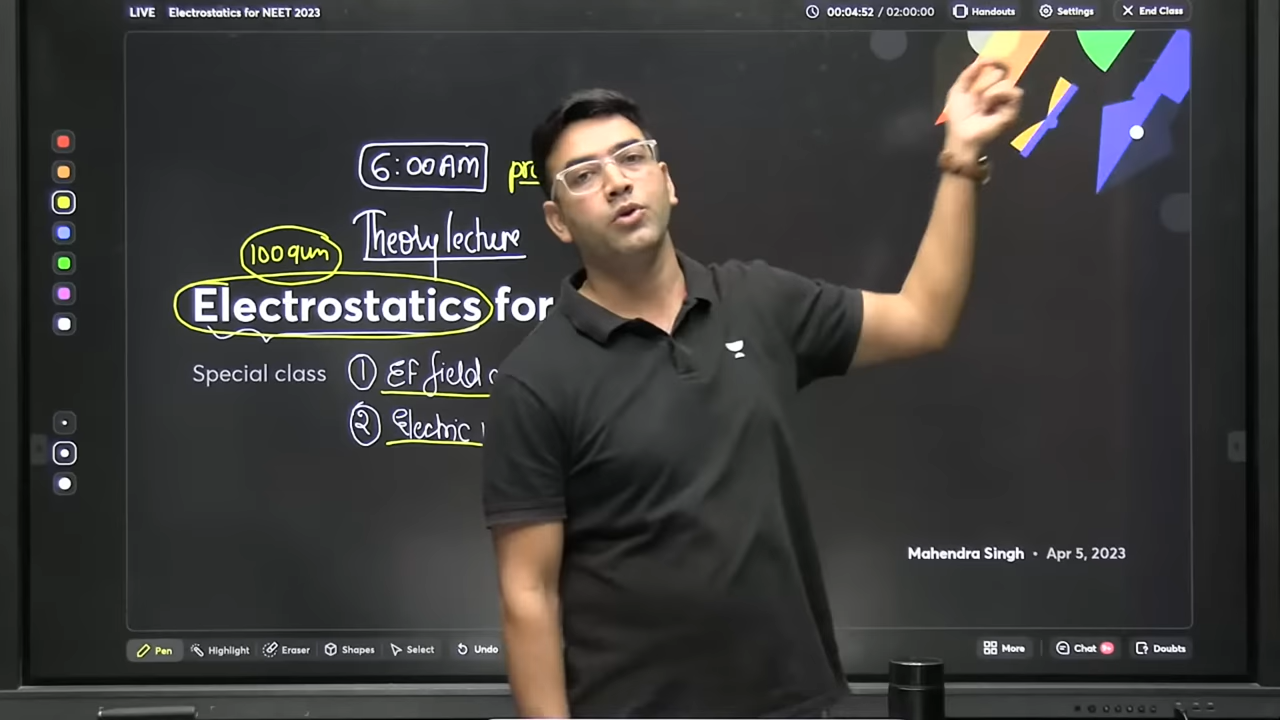 LIVE Electrostatics for NEET 2023
00:04:52 / 02:00:00 Handouts Settings End Class
6:00AM
100 qun Theory lecture
Electrostatics for
Special class ① EF field
② Electric
Mahendra Singh • Apr 5, 2023
Pen Highlight Eraser Shapes Select Undo More Chat 9+ Doubts